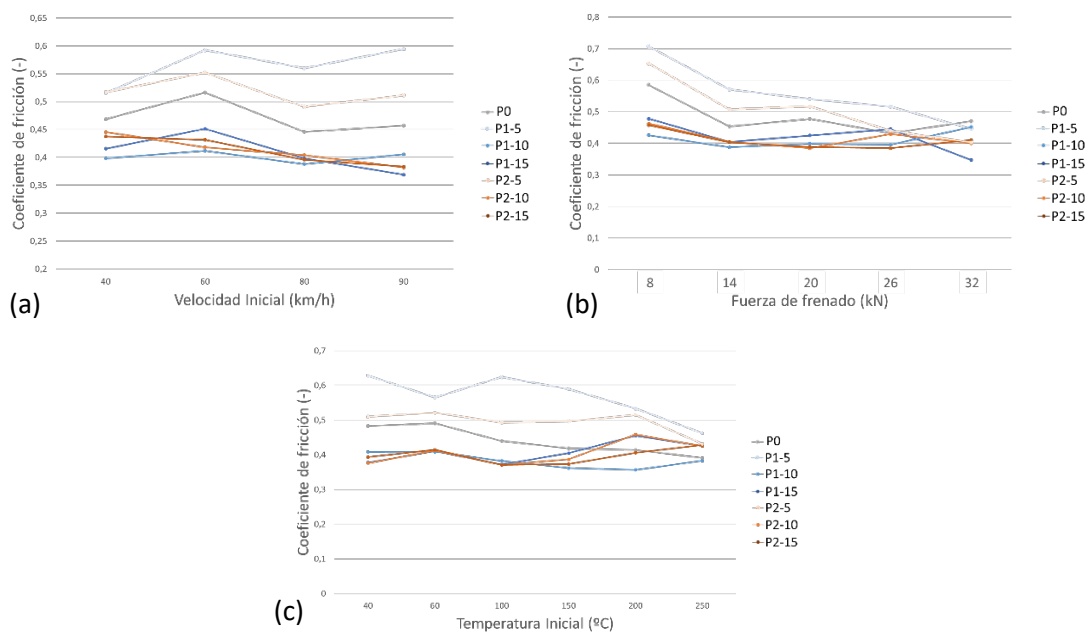 0,65
0,6
0,55
0,5
0,45
0,4
0,35
0,3
0,25
0,2
Coeficiente de fricción (-)
40 60 80 90
Velocidad Inicial (km/h)
P0
P1-5
P1-10
P1-15
P2-5
P2-10
P2-15
(a)
0,8
0,7
0,6
0,5
0,4
0,3
0,2
0,1
0
Coeficiente de fricción (-)
8 14 20 26 32
Fuerza de frenado (kN)
P0
P1-5
P1-10
P1-15
P2-5
P2-10
P2-15
(b)
0,7
0,6
0,5
0,4
0,3
0,2
0,1
0
Coeficiente de fricción (-)
40 60 100 150 200 250
Temperatura Inicial (ºC)
P0
P1-5
P1-10
P1-15
P2-5
P2-10
P2-15
(c)